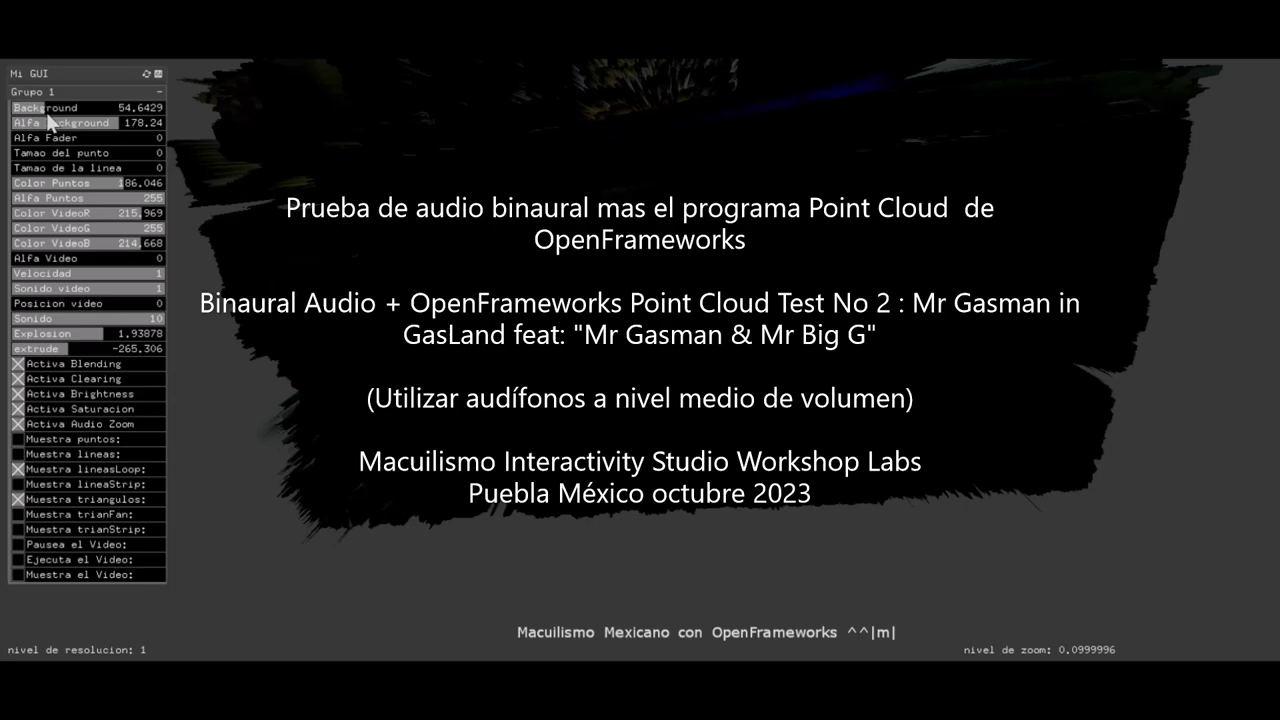 Mi GUI
Grupo 1 -
Background 54.6429
Alfa Background 178.24
Alfa Fader 0
Tamao del punto 0
Tamao de la linea 0
Color Puntos 186.046
Alfa Puntos 255
Color VideoR 215.969
Color VideoG 255
Color VideoB 214.668
Alfa Video 0
Velocidad 1
Sonido video 1
Posicion video 0
Sonido 10
Explosion 1.93878
extrude -265.306
Activa Blending
Activa Clearing
Activa Brightness
Activa Saturacion
Activa Audio Zoom
Muestra puntos:
Muestra lineas:
Muestra lineasLoop:
Muestra lineaStrip:
Muestra triangulos:
Muestra trianFan:
Muestra trianStrip:
Pausea el Video:
Ejecuta el Video:
Muestra el Video:
Prueba de audio binaural mas el programa Point Cloud  de
OpenFrameworks
Binaural Audio + OpenFrameworks Point Cloud Test No 2 : Mr Gasman in
GasLand feat: "Mr Gasman & Mr Big G"
(Utilizar audífonos a nivel medio de volumen)
Macuilismo Interactivity Studio Workshop Labs
Puebla México octubre 2023
Macuilismo Mexicano con OpenFrameworks ^^|m|
nivel de resolucion: 1
nivel de zoom: 0.0999996